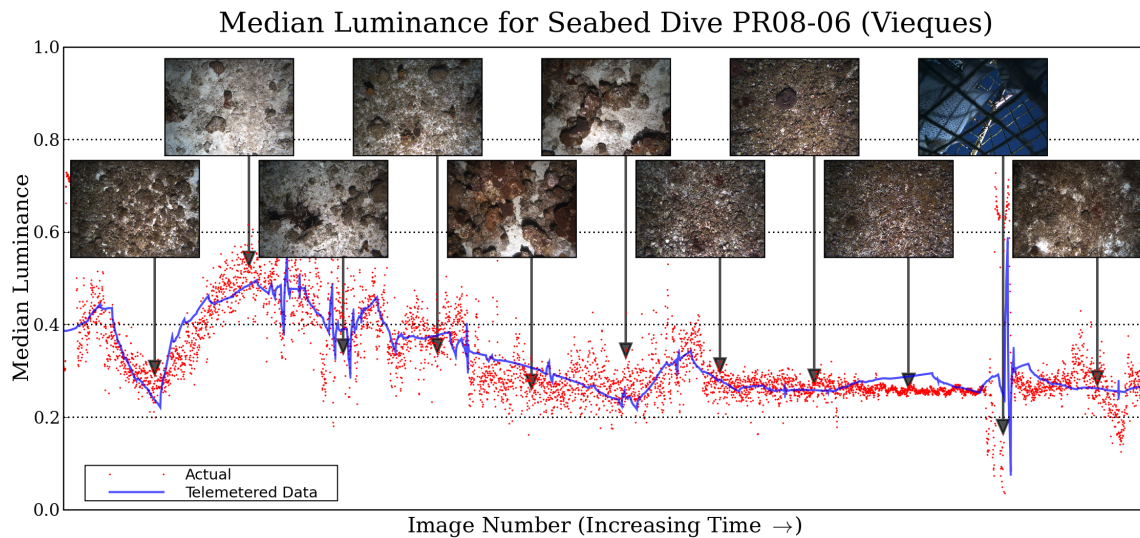 Median Luminance for Seabed Dive PR08-06 (Vieques)
1.0
0.8
0.6
0.4
0.2
0.0
Median Luminance
Actual
Telemetered Data
Image Number (Increasing Time →)